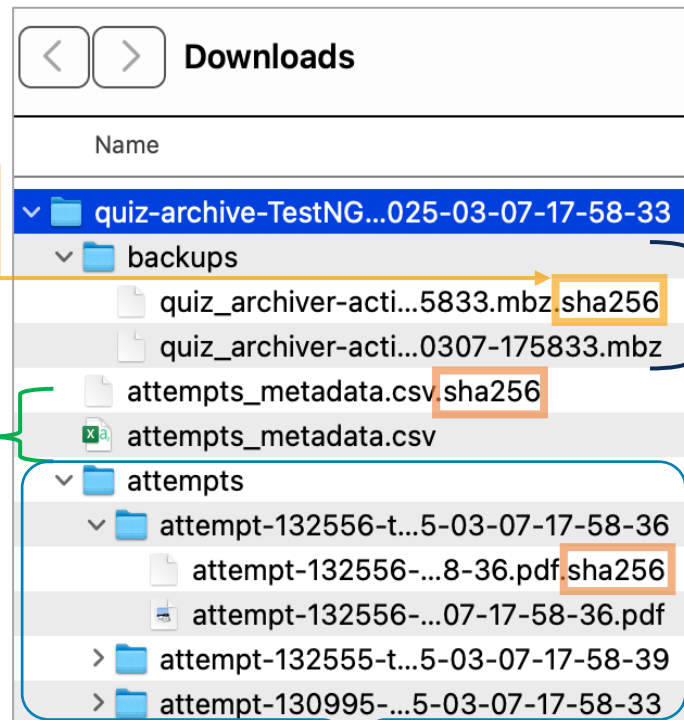 Downloads
Name
quiz-archive-TestNG...025-03-07-17-58-33
backups
quiz_archiver-acti...5833.mbz.sha256
quiz_archiver-acti...0307-175833.mbz
attempts_metadata.csv.sha256
attempts_metadata.csv
attempts
attempt-132556-t...5-03-07-17-58-36
attempt-132556-...8-36.pdf.sha256
attempt-132556-...07-17-58-36.pdf
attempt-132555-t...5-03-07-17-58-39
attempt-130995-...5-03-07-17-58-33